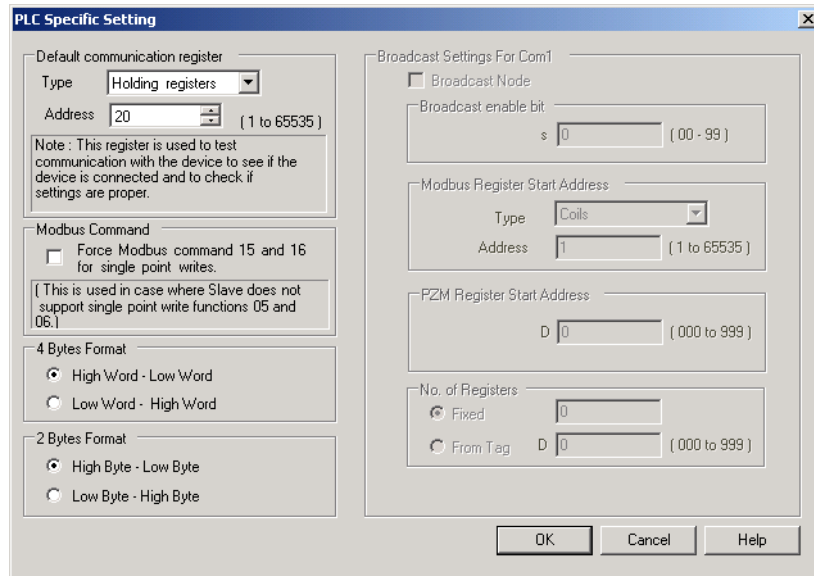 PLC Specific Setting
Default communication register
Type Holding registers
Address 20 ( 1 to 65535 )
Note : This register is used to test
communication with the device to see if the
device is connected and to check if
settings are proper.
Modbus Command
Force Modbus command 15 and 16
for single point writes.
( This is used in case where Slave does not
support single point write functions 05 and
06.)
4 Bytes Format
High Word - Low Word
Low Word - High Word
2 Bytes Format
High Byte - Low Byte
Low Byte - High Byte
Broadcast Settings For Com1
Broadcast Node
Broadcast enable bit
s 0 ( 00 - 99 )
Modbus Register Start Address
Type Coils
Address 1 ( 1 to 65535 )
PZM Register Start Address
D 0 ( 000 to 999 )
No. of Registers
Fixed 0
From Tag D 0 ( 000 to 999 )
OK Cancel Help